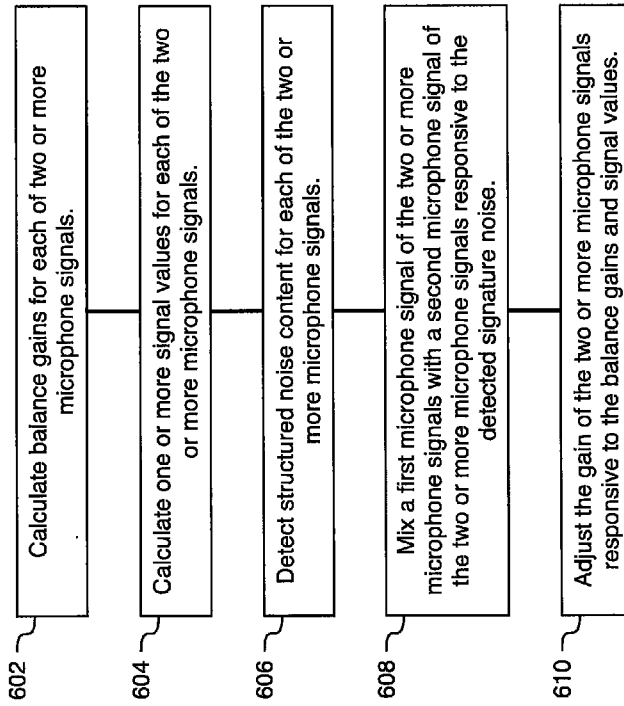 602
Calculate balance gains for each of two or more
microphone signals.
604
Calculate one or more signal values for each of the two
or more microphone signals.
606
Detect structured noise content for each of the two or
more microphone signals.
608
Mix a first microphone signal of the two or more
microphone signals with a second microphone signal of
the two or more microphone signals responsive to the
detected signature noise.
610
Adjust the gain of the two or more microphone signals
responsive to the balance gains and signal values.